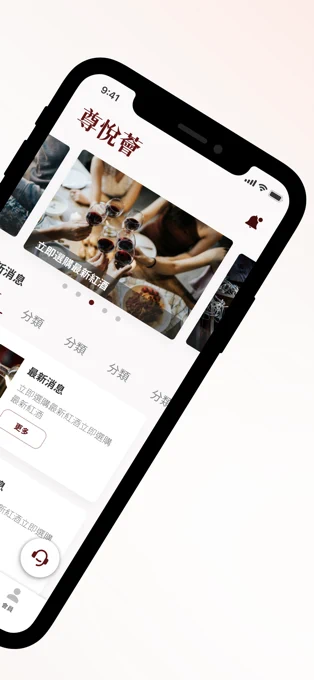 9:41
尊悅薈
立即選購最新紅酒
新消息
分類
分類
分類
分類
最新消息
立即選購最新紅酒立即選購
最新紅酒
更多
息
新紅酒立即選購
會員